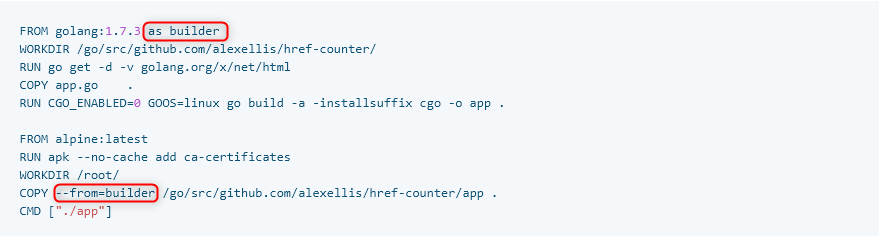 FROM golang:1.7.3 as builder
WORKDIR /go/src/github.com/alexellis/href-counter/
RUN go get -d -v golang.org/x/net/html
COPY app.go    .
RUN CGO_ENABLED=0 GOOS=linux go build -a -installsuffix cgo -o app .

FROM alpine:latest
RUN apk --no-cache add ca-certificates
WORKDIR /root/
COPY --from=builder /go/src/github.com/alexellis/href-counter/app .
CMD ["./app"]